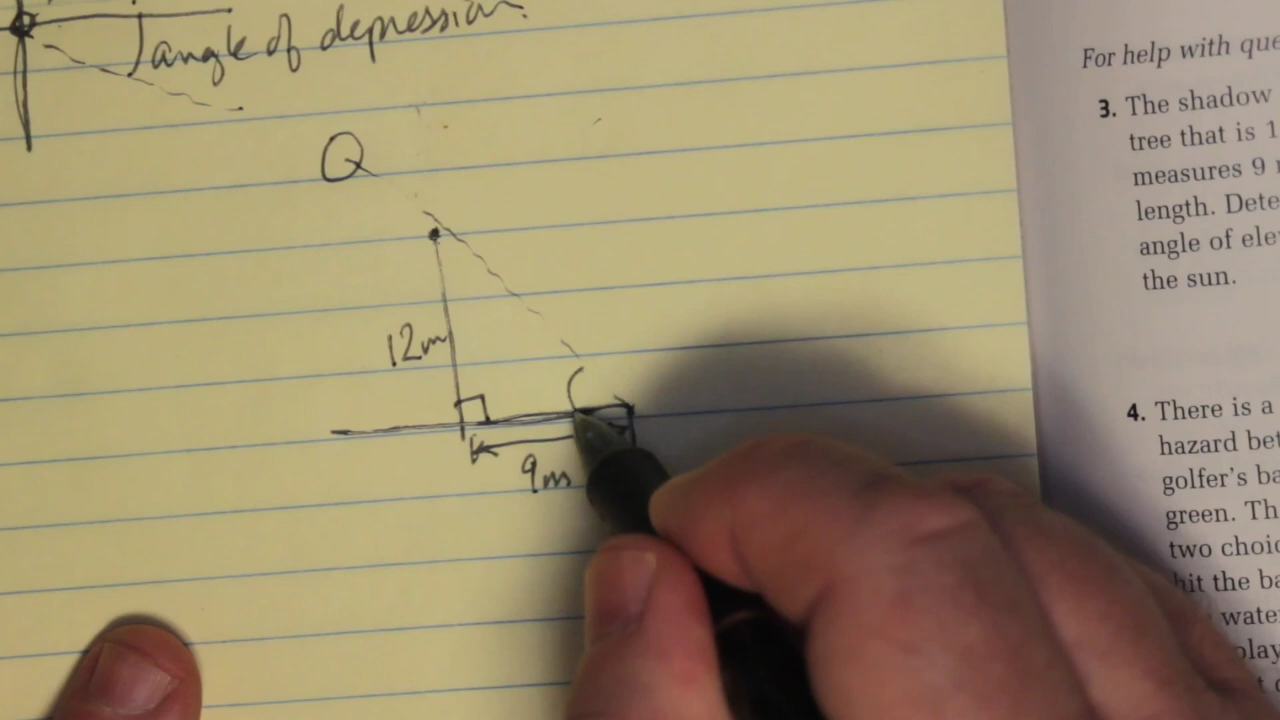 angle of depression.
Q
12m
9m
For help with que
3. The shadow
tree that is 1
measures 9
length. Dete
angle of ele
the sun.
4. There is a
hazard bet
golfer's ba
green. Th
two choic
hit the ba
wate
play